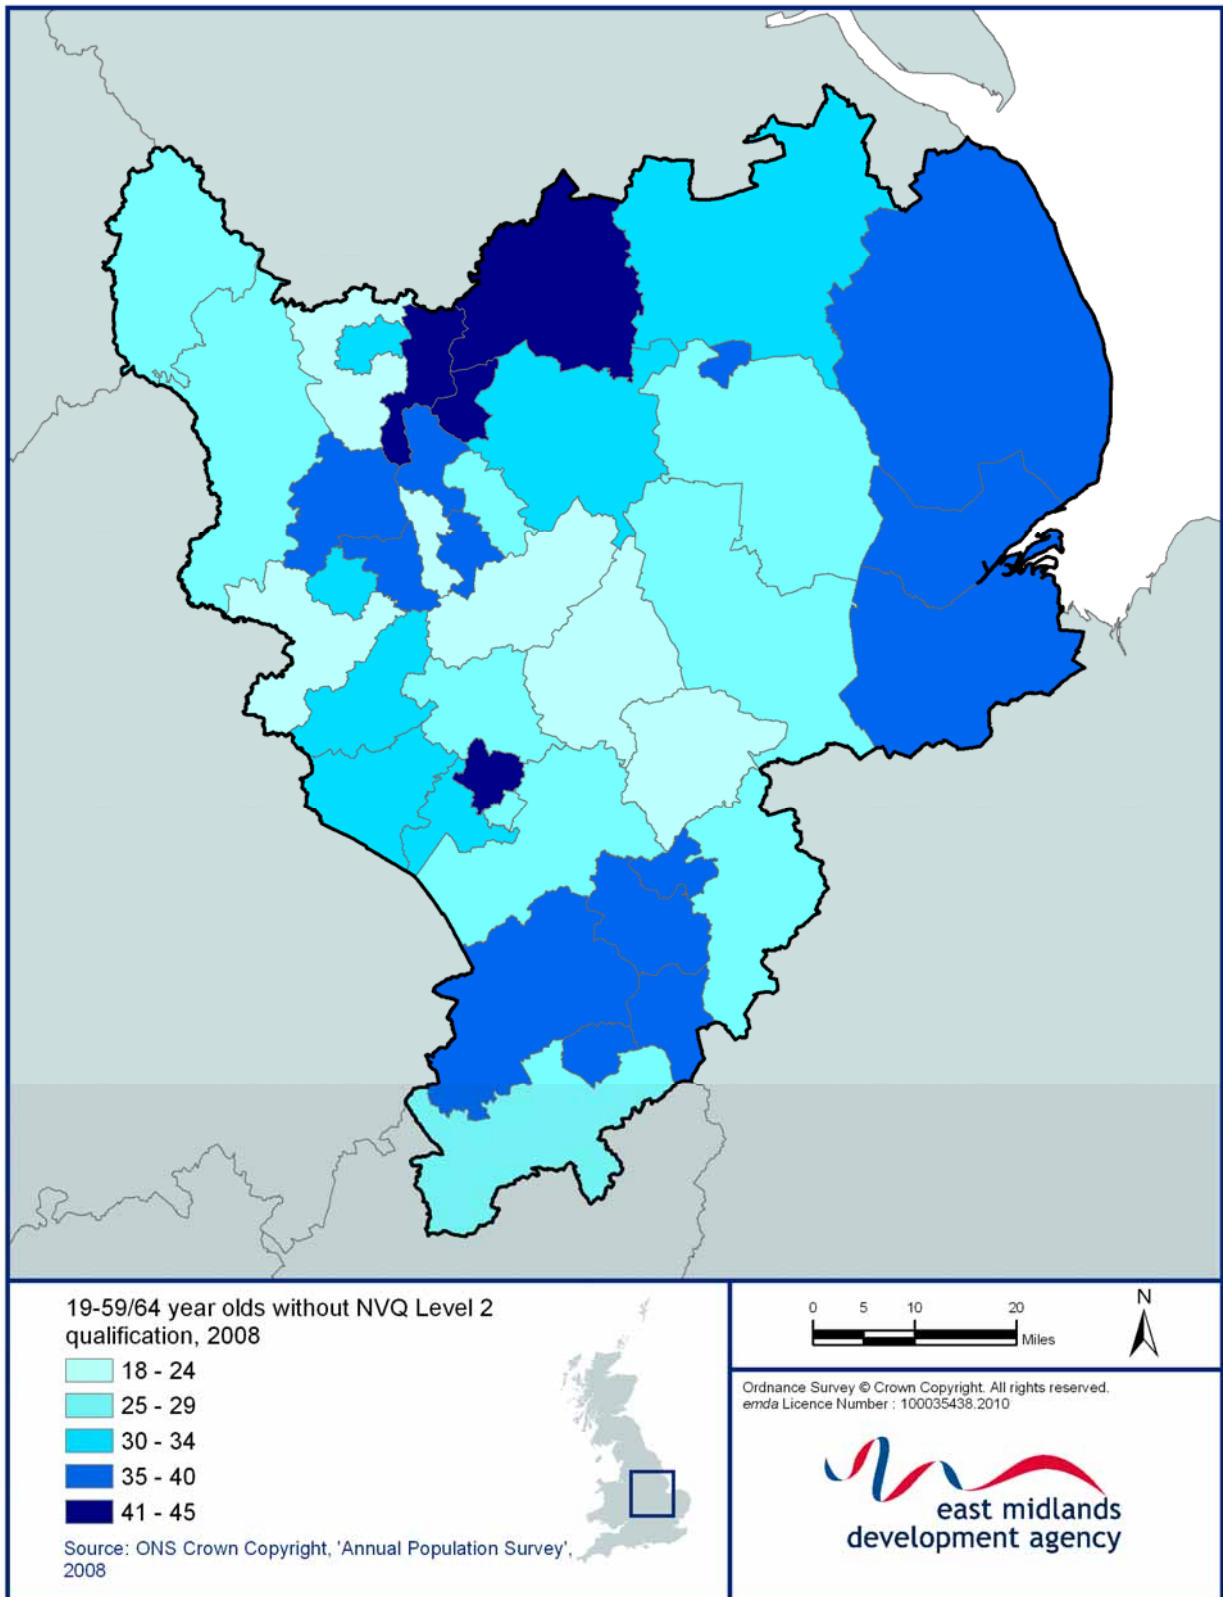 19-59/64 year olds without NVQ Level 2
qualification, 2008
18 - 24
25 - 29
30 - 34
35 - 40
41 - 45
Source: ONS Crown Copyright, 'Annual Population Survey',
2008
0 5 10 20
Miles
N
Ordnance Survey © Crown Copyright. All rights reserved.
emda Licence Number : 100035438.2010
east midlands
development agency